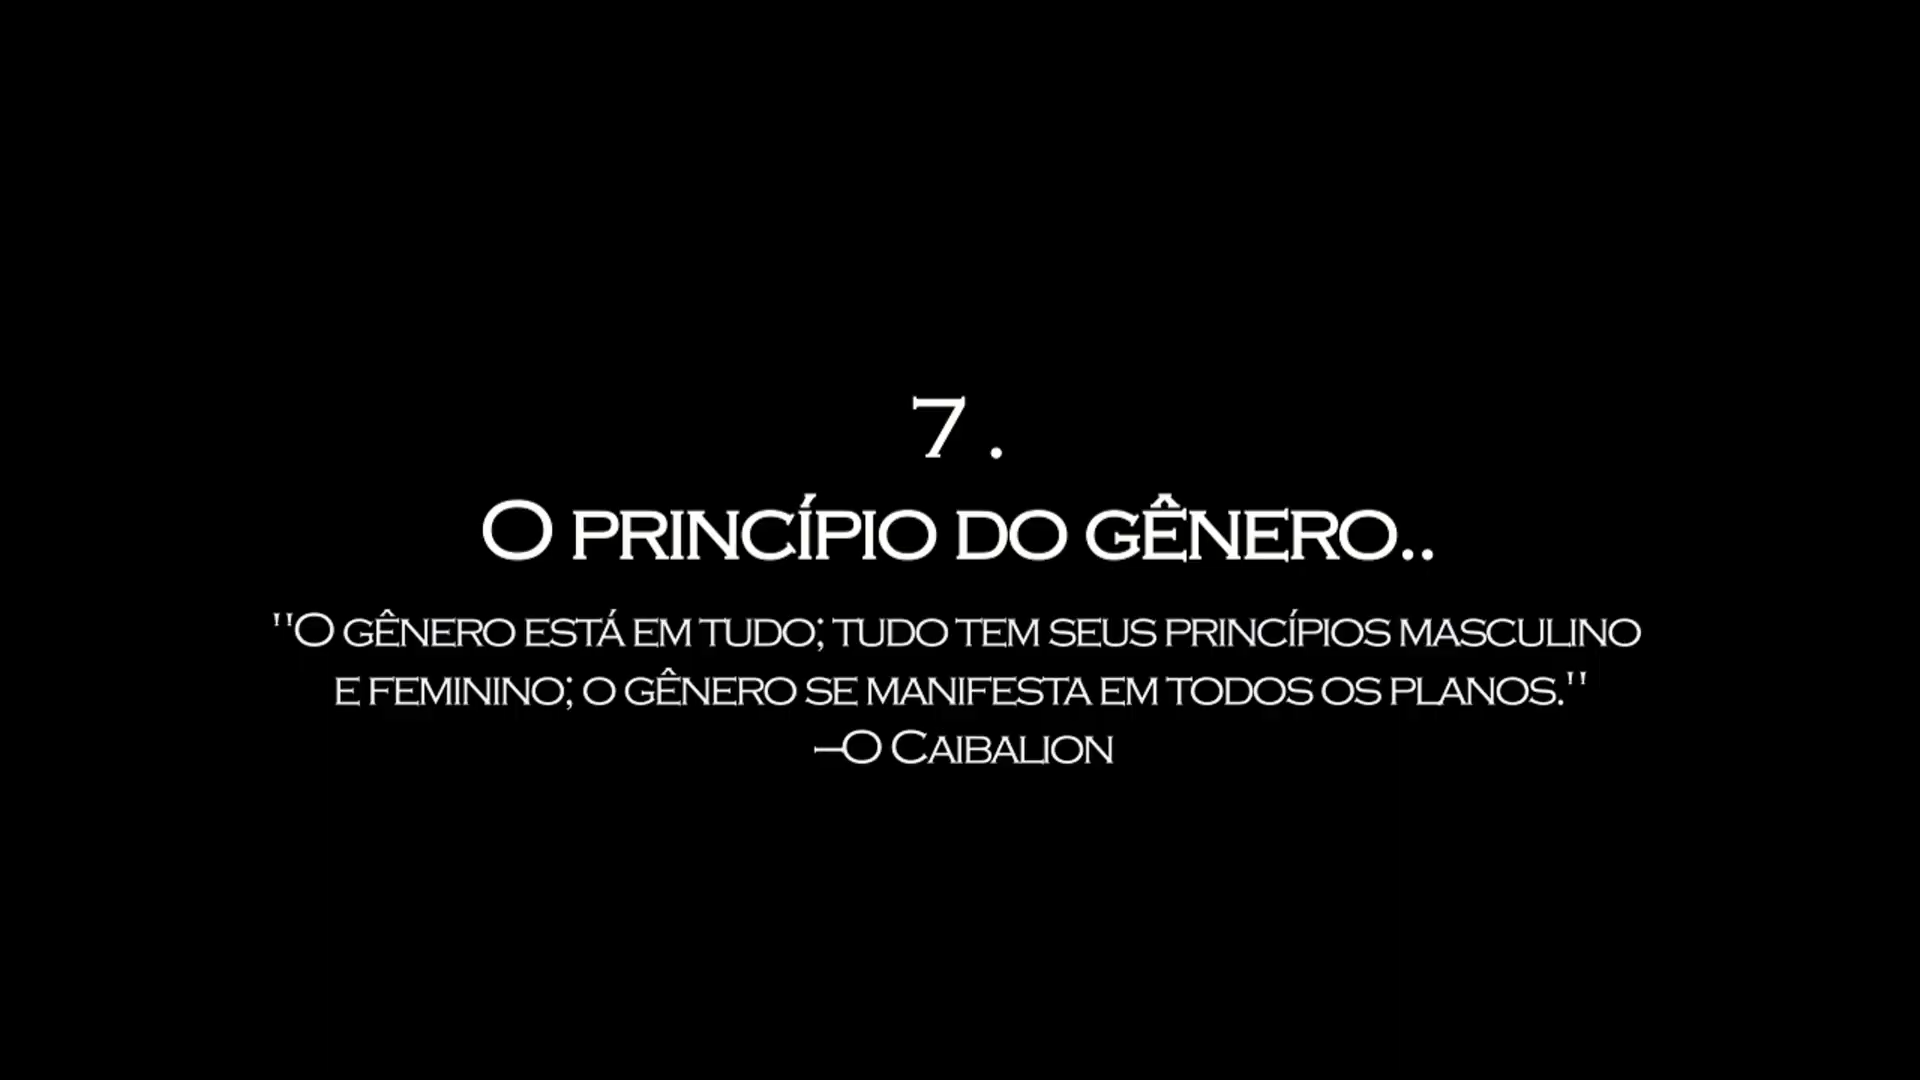 7 .
O PRINCÍPIO DO GÊNERO..
"O GÊNERO ESTÁ EM TUDO; TUDO TEM SEUS PRINCÍPIOS MASCULINO
E FEMININO; O GÊNERO SE MANIFESTA EM TODOS OS PLANOS."
—O CAIBALION